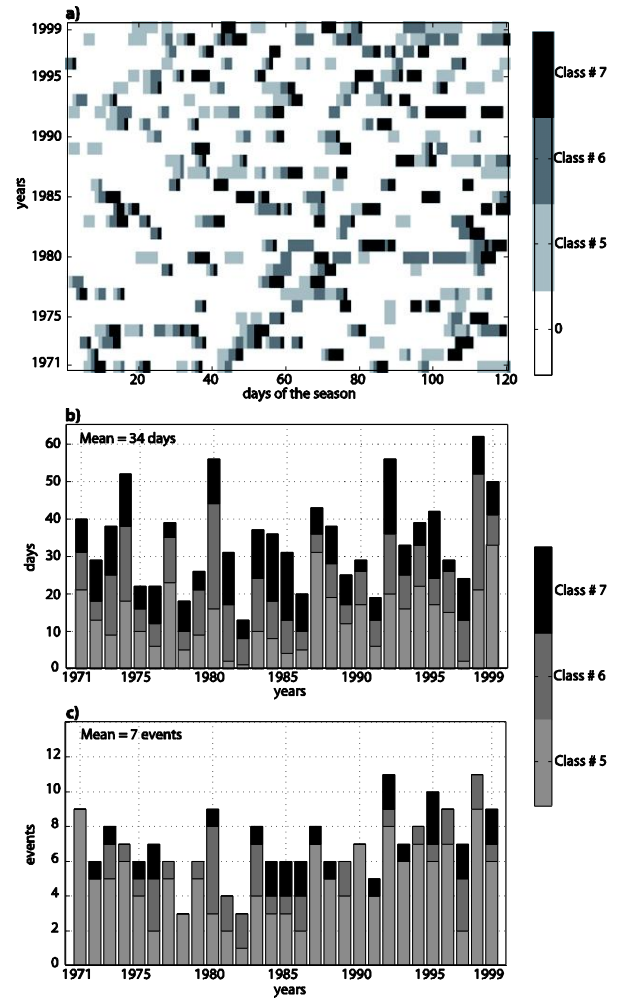 a)
1999
1995
1990
1985
1980
1975
1971
years
20 40 60 80 100 120
days of the season
Class # 7
Class # 6
Class # 5
0
b)
Mean = 34 days
60
50
40
30
20
10
0
days
1971 1975 1980 1985 1990 1995 1999
years
Class # 7
Class # 6
Class # 5
c)
Mean = 7 events
12
10
8
6
4
2
0
events
1971 1975 1980 1985 1990 1995 1999
years